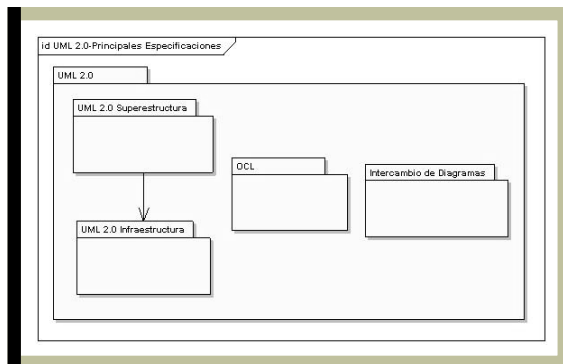 id UML 2.0-Principales Especificaciones
UML 2.0
UML 2.0 Superestructura
OCL
Intercambio de Diagramas
UML 2.0 Infraestructura